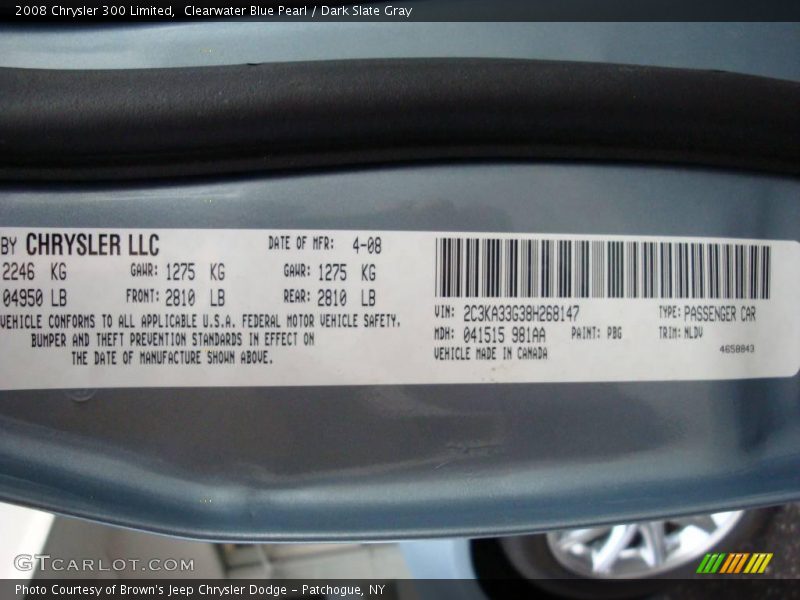 2008 Chrysler 300 Limited,  Clearwater Blue Pearl / Dark Slate Gray
BY CHRYSLER LLC
DATE OF MFR: 4-08
2246 KG
GAWR: 1275 KG
GAWR: 1275 KG
04950 LB
FRONT: 2810 LB
REAR: 2810 LB
VEHICLE CONFORMS TO ALL APPLICABLE U.S.A. FEDERAL MOTOR VEHICLE SAFETY,
BUMPER AND THEFT PREVENTION STANDARDS IN EFFECT ON
THE DATE OF MANUFACTURE SHOWN ABOVE.
VIN: 2C3KA33G38H268147
TYPE: PASSENGER CAR
MDH: 041515 981AA
PAINT: PBG
TRIM: NLDV
VEHICLE MADE IN CANADA
4658843
GTCARLOT.COM
Photo Courtesy of Brown's Jeep Chrysler Dodge – Patchogue, NY